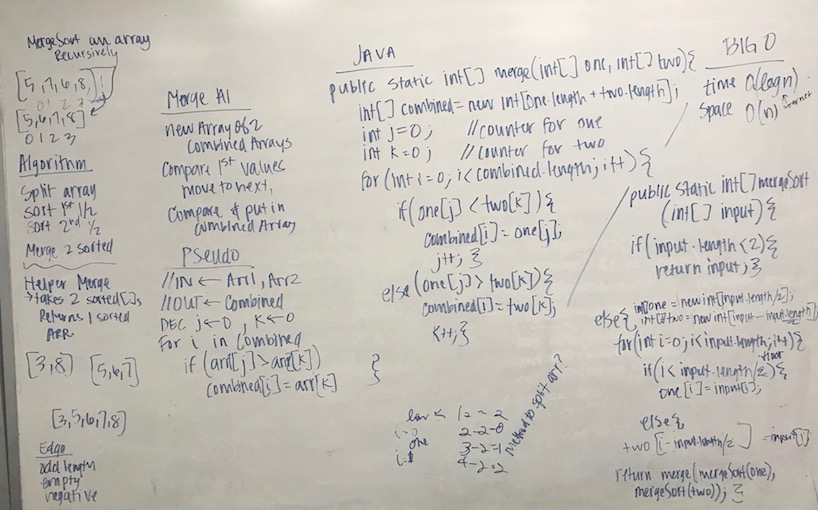 MergeSort an array
Recursively
[5,7,6,8,
0 1 2 3
[5,6,7,8]
0 1 2 3
Algorithm
Split array
Sort 1st 1/2
Sort 2nd 1/2
Merge 2 sorted
Helper Merge
→takes 2 sorted[],
Returns 1 sorted
ARR
[3,8] [5,6,7]
[3,5,6,7,8]
Edge
odd length
empty
negative
Merge Al
New Array of 2
Combined Arrays
Compare 1st values
move to next,
Compare & put in
Combined Array
PSeudo
//IN ← Arr1, Arr2
//OUT ← Combined
DEC j←0, k←0
For i in Combined
if (arr[j] > arr[k])
combined[i] = arr[k]
JAVA
public static int[] merge(int[] one, int[] two){
int[] combined = new int[one.length + two.length];
int j=0; //counter for one
int k=0; //counter for two
for(int i=0; i<combined.length; i++){
if(one[j] < two[k]){
combined[i] = one[j];
j++; }
else(one[j] > two[k]){
combined[i] = two[k];
k++; }
}
1 2 = 2
i=0 2-2=0
one 3-2=1
4-2=2
method to split arr?
BIG O
time O(logn)
space O(n)
public static int[] mergeSort
(int[] input){
if(input.length<2){
return input; }
else{ int[]one = new int[input.length/2];
int[]two = new int[input - input.length];
for(int i=0; i<input.length; i++){
floor
if(i < input.length/2){
one[i] = input[i];
else{
two[i - input.length/2] = input[i]
return merge(mergeSort(one),
mergeSort(two)); }